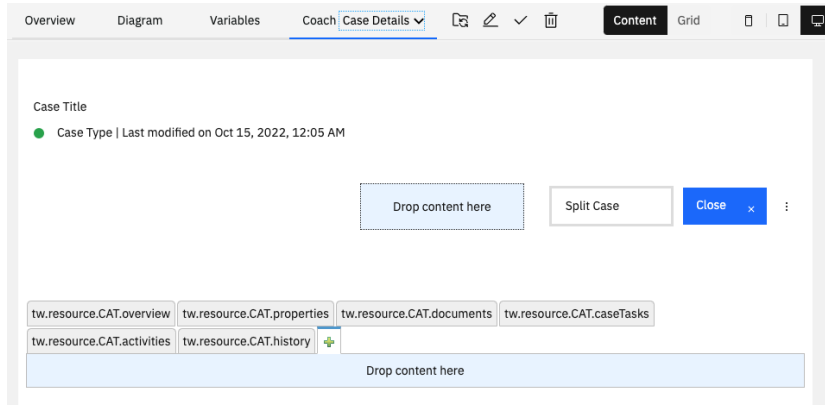 Overview Diagram Variables Coach Case Details Content Grid
Case Title
Case Type | Last modified on Oct 15, 2022, 12:05 AM
Drop content here Split Case Close ×
tw.resource.CAT.overview tw.resource.CAT.properties tw.resource.CAT.documents tw.resource.CAT.caseTasks
tw.resource.CAT.activities tw.resource.CAT.history
Drop content here